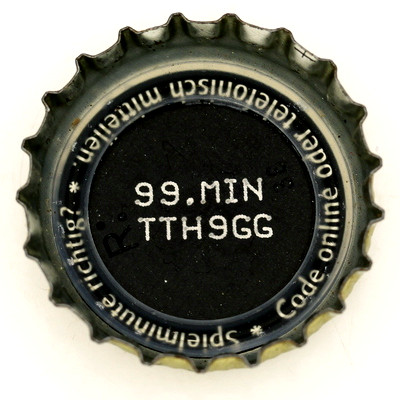 99.MIN
TTH9GG
Spielminute richtig? * Code online oder telefonisch mitteilen. *